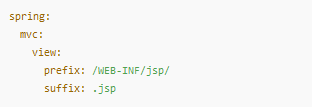 spring:
  mvc:
    view:
      prefix: /WEB-INF/jsp/
      suffix: .jsp